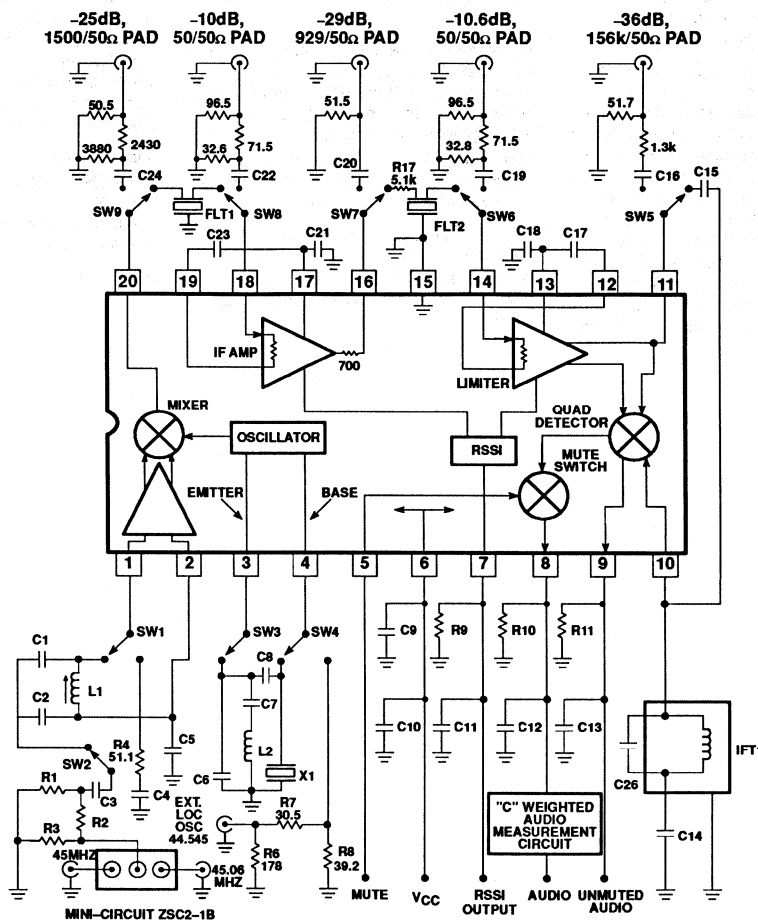 –25dB,
1500/50Ω PAD
–10dB,
50/50Ω PAD
–29dB,
929/50Ω PAD
–10.6dB,
50/50Ω PAD
–36dB,
156k/50Ω PAD
50.5
2430
3880
C24
SW9
96.5
71.5
32.6
C22
FLT1
SW8
51.5
C20
R17
5.1k
SW7
FLT2
96.5
71.5
32.8
C19
SW6
51.7
1.3k
C16
C15
SW5
C23
C21
C18
C17
20
19
18
17
16
15
14
13
12
11
IF AMP
700
LIMITER
MIXER
OSCILLATOR
RSSI
QUAD
DETECTOR
MUTE
SWITCH
EMITTER
BASE
1
2
3
4
5
6
7
8
9
10
SW1
SW3
SW4
C9
R9
R10
R11
C1
L1
C2
C8
C7
R4
51.1
C5
SW2
L2
C10
C11
C12
C13
C6
X1
C26
IFT
R1
C3
C4
R2
R3
EXT.
LOC
OSC
44.545
R7
30.5
R6
178
R8
39.2
"C" WEIGHTED
AUDIO
MEASUREMENT
CIRCUIT
C14
45MHZ
45.06
MHZ
MINI–CIRCUIT ZSC2–1B
MUTE
VCC
RSSI
OUTPUT
AUDIO
UNMUTED
AUDIO